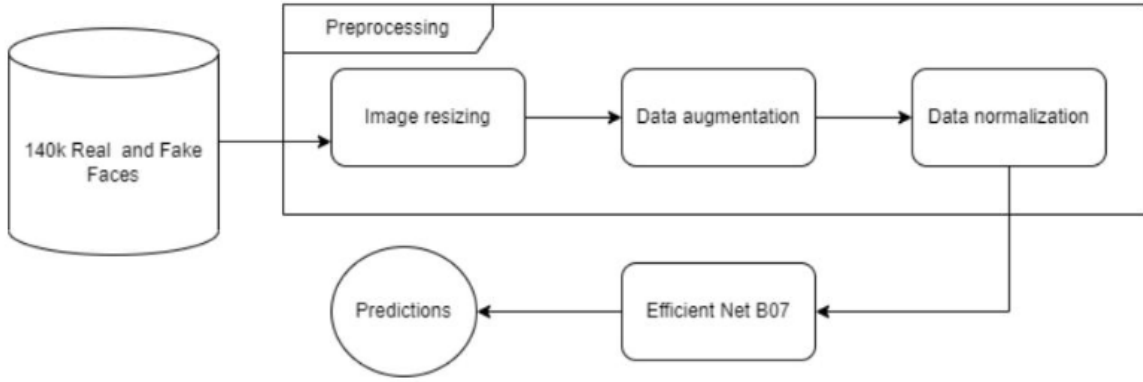 Preprocessing
Image resizing
Data augmentation
Data normalization
140k Real and Fake
Faces
Predictions
Efficient Net B07